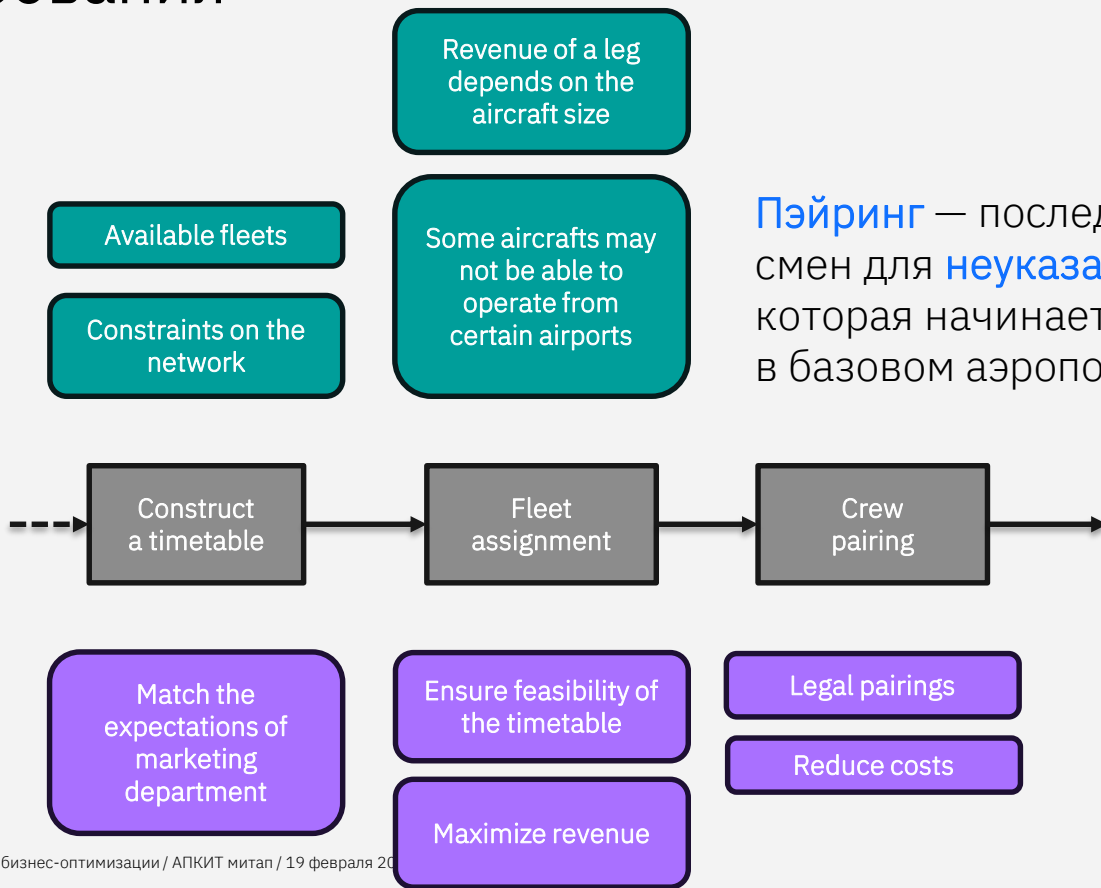 Revenue of a leg
depends on the
aircraft size
Available fleets
Constraints on the
network
Some aircrafts may
not be able to
operate from
certain airports
Пэйринг — послед
смен для неуказа
которая начинает
в базовом аэропо
Construct
a timetable
Fleet
assignment
Crew
pairing
Match the
expectations of
marketing
department
Ensure feasibility of
the timetable
Maximize revenue
Legal pairings
Reduce costs
бизнес-оптимизации / АПКИТ митап / 19 февраля 20